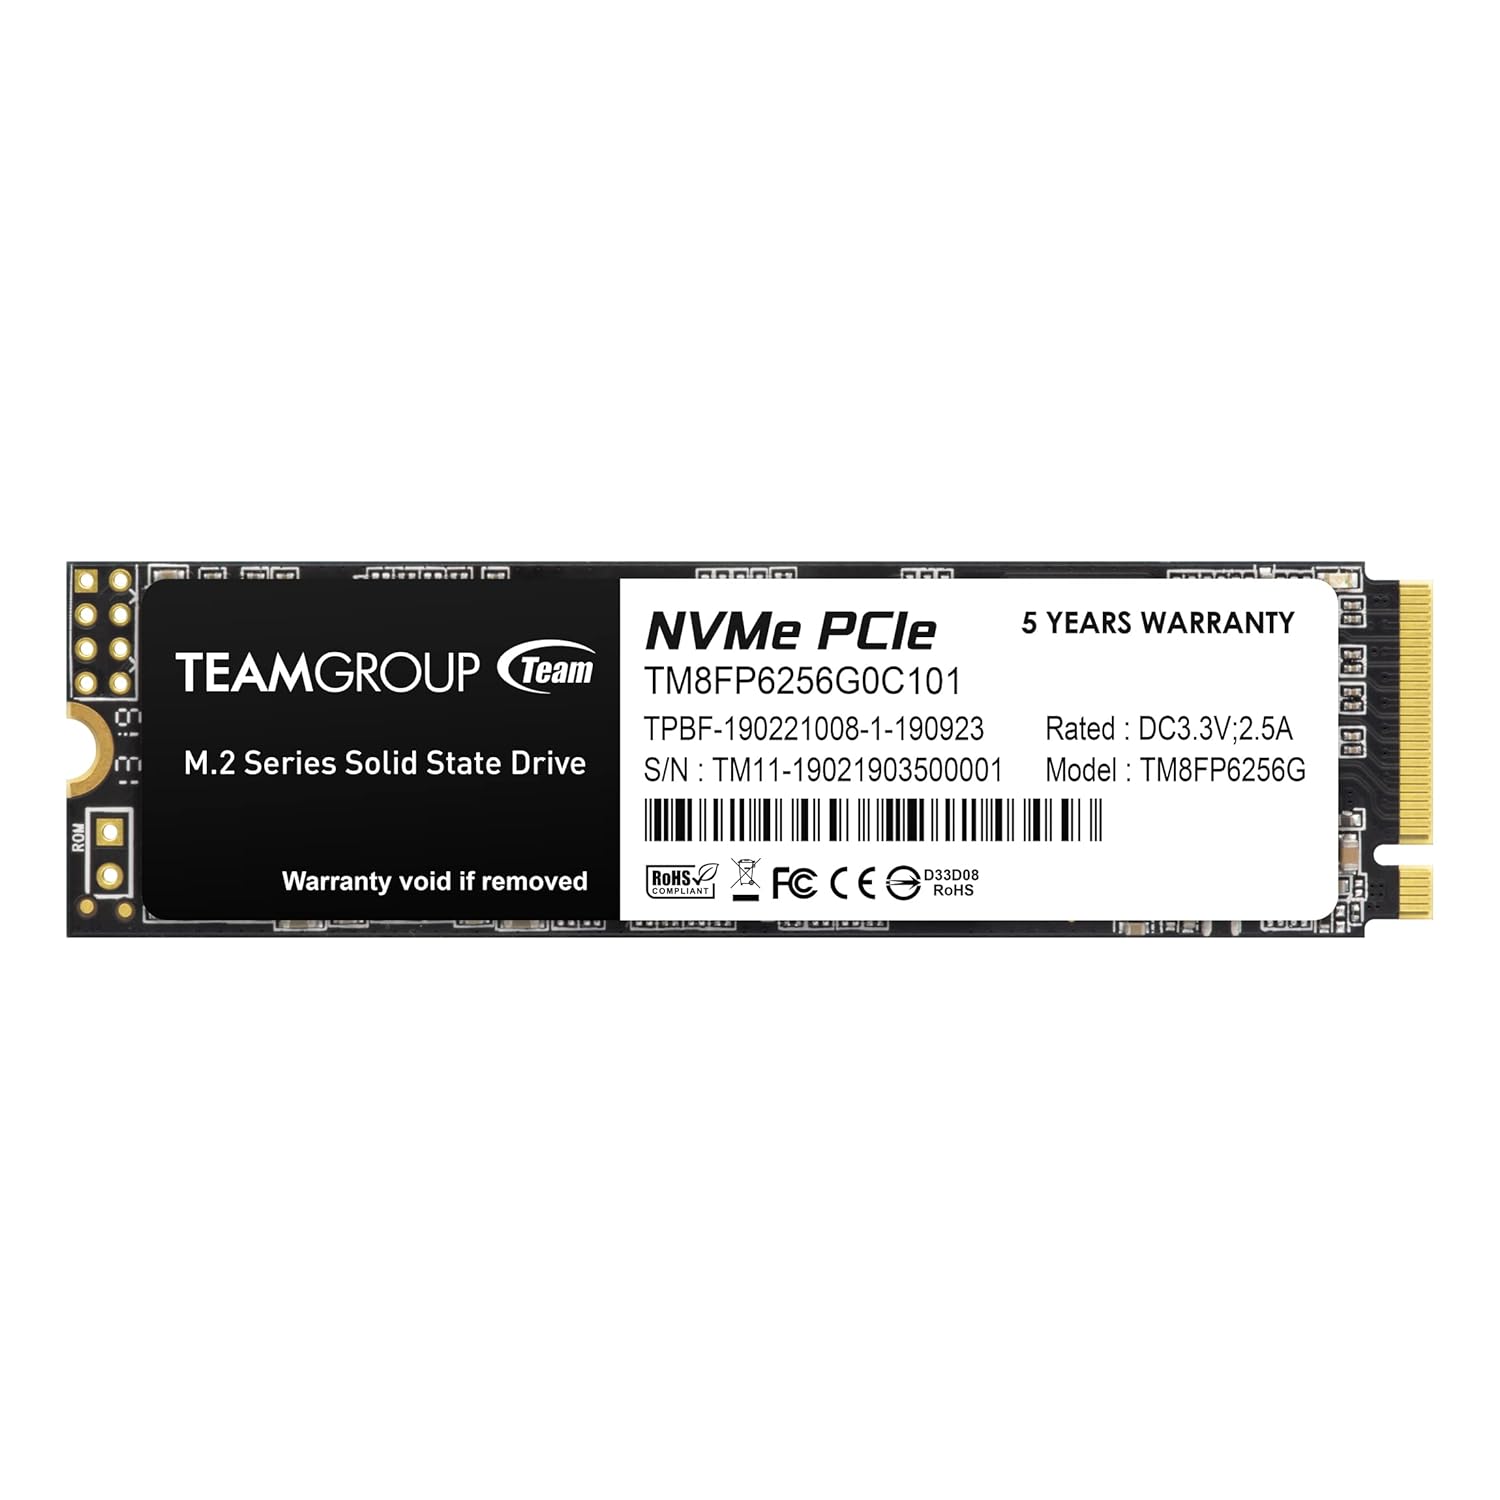 TEAMGROUP Team
M.2 Series Solid State Drive
Warranty void if removed
NVMe PCIe
5 YEARS WARRANTY
TM8FP6256G0C101
TPBF-190221008-1-190923
Rated : DC3.3V;2.5A
S/N : TM11-19021903500001
Model : TM8FP6256G
RoHS
COMPLIANT
FC CE
D33D08
RoHS
ROM